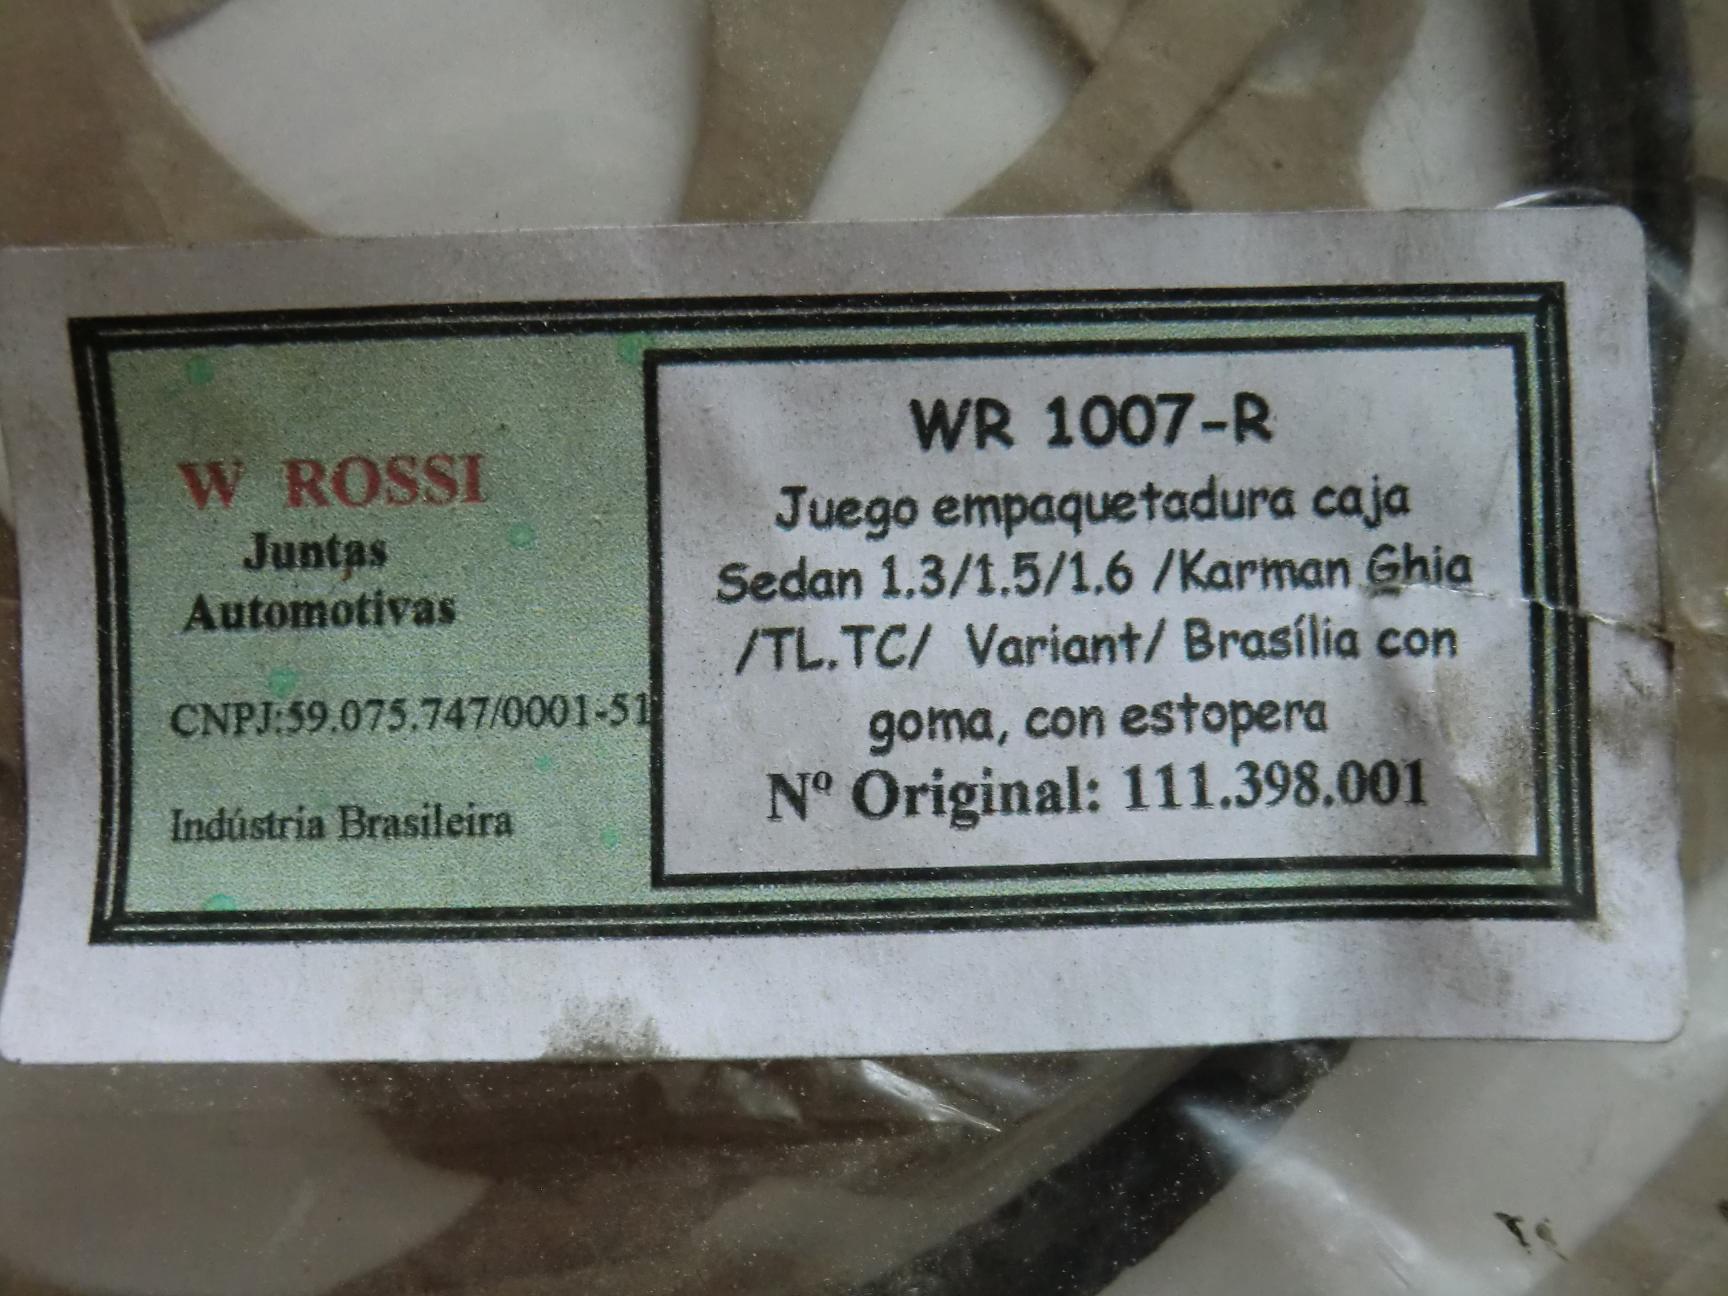 W ROSSI
Juntas
Automotivas
CNPJ:59.075.747/0001-51
Indústria Brasileira
WR 1007-R
Juego empaquetadura caja
Sedan 1.3/1.5/1.6 /Karman Ghia
/TL.TC/ Variant/ Brasília con
goma, con estopera
Nº Original: 111.398.001